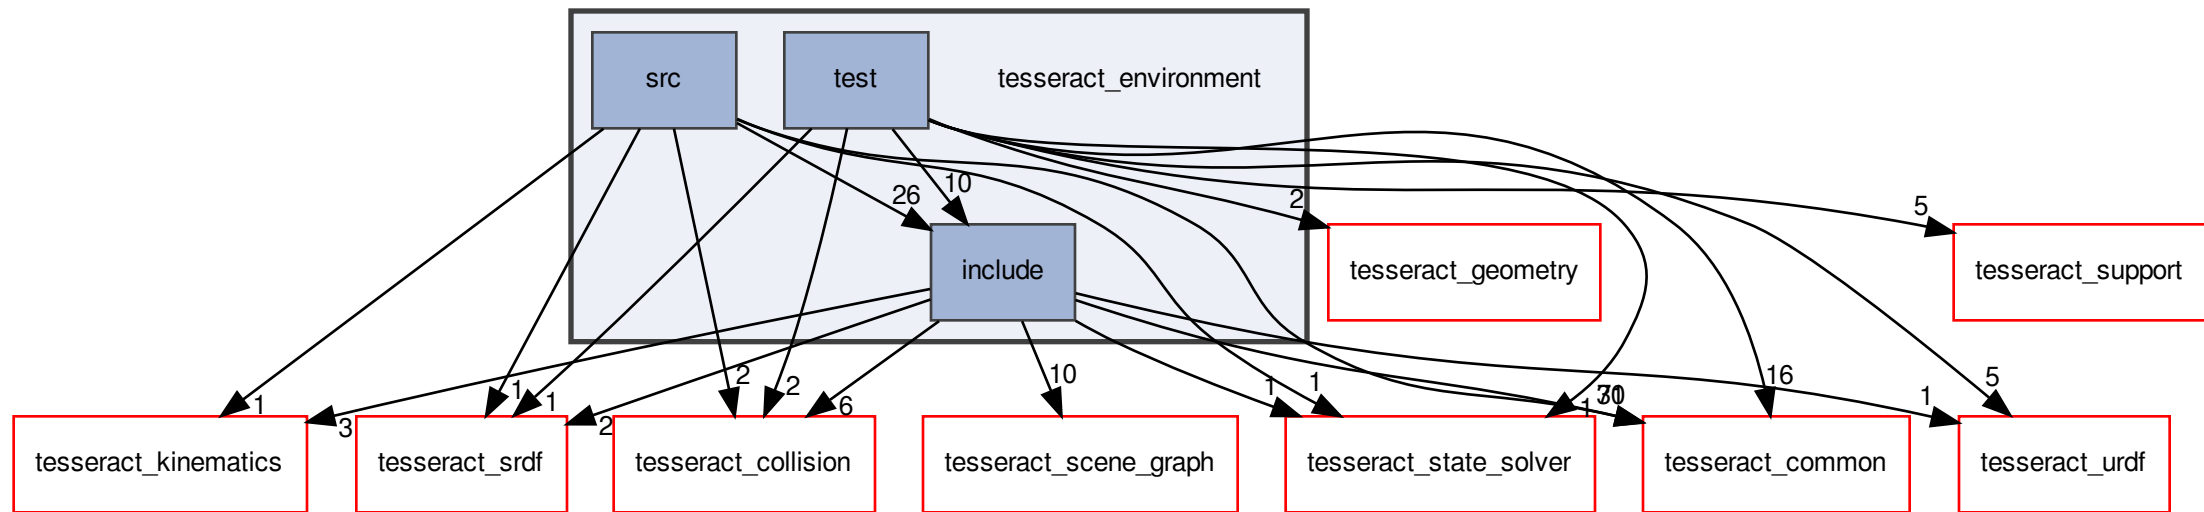 src
test
tesseract_environment
26
10
2
5
include
tesseract_geometry
tesseract_support
1
3
1
1
2
2
2
6
10
1
1
1
16
1
5
tesseract_kinematics
tesseract_srdf
tesseract_collision
tesseract_scene_graph
tesseract_state_solver
tesseract_common
tesseract_urdf